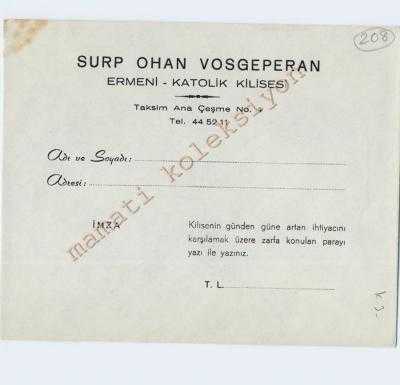 208
SURP OHAN VOSGEPERAN
ERMENİ - KATOLİK KİLİSESİ
Taksim Ana Çeşme No.
Tel. 44 52 11
Adı ve Soyadı:
Adresi:
İMZA
Kilisenin günden güne artan ihtiyacını
karşılamak üzere zarfa konulan parayı
yazı ile yazınız.
T. L.
mamati koleksiyon